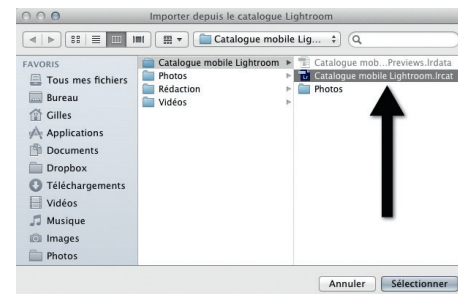 Importer depuis le catalogue Lightroom
Catalogue mobile Lig...
FAVORIS
Tous mes fichiers
Bureau
Gilles
Applications
Documents
Dropbox
Téléchargements
Vidéos
Musique
Images
Photos
Catalogue mobile Lightroom
Photos
Rédaction
Vidéos
Catalogue mob...Previews.lrdata
Catalogue mobile Lightroom.lrcat
Photos
Annuler
Sélectionner